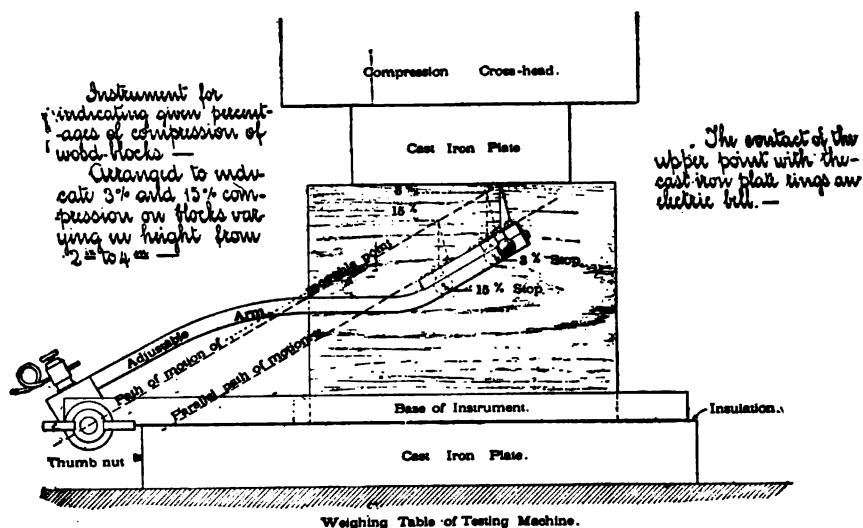 Compression Cross-head.
Instrument for
indicating given percent-
-ages of compression of
wood blocks —
Arranged to indi-
cate 3% and 15% com-
pression on blocks var-
ying in height from
2 in to 4 in —
Cast Iron Plate
The contact of the
upper point with the
cast iron plate rings an
electric bell. —
3 %
15 %
3 % Stop.
15 % Stop.
Adjustable Arm
Path of motion of movable point
Parallel path of motion
Base of Instrument.
Insulation.
Thumb nut
Cast Iron Plate.
Weighing Table of Testing Machine.